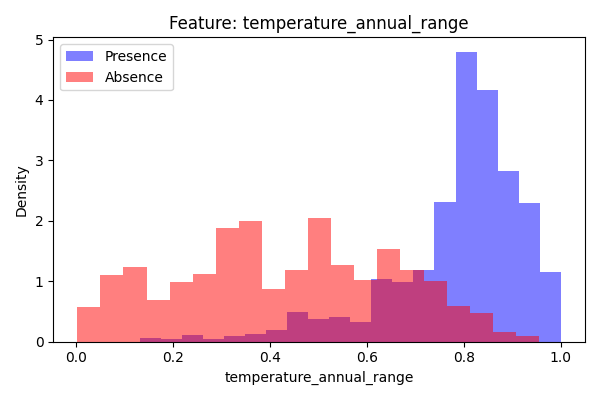 Feature: temperature_annual_range
Presence
Absence
Density
5
4
3
2
1
0
0.0 0.2 0.4 0.6 0.8 1.0
temperature_annual_range